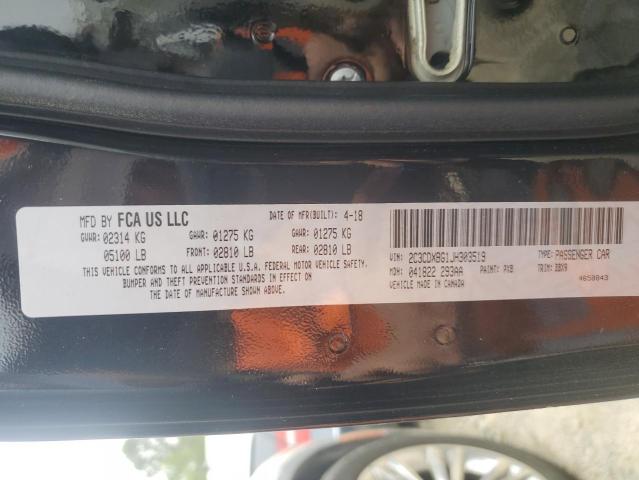 MFD BY FCA US LLC
DATE OF MFR(BUILT): 4-18
GVWR: 02314 KG GAWR: 01275 KG GAWR: 01275 KG
05100 LB FRONT: 02810 LB REAR: 02810 LB
THIS VEHICLE CONFORMS TO ALL APPLICABLE U.S.A. FEDERAL MOTOR VEHICLE SAFETY,
BUMPER AND THEFT PREVENTION STANDARDS IN EFFECT ON
THE DATE OF MANUFACTURE SHOWN ABOVE.
VIN: 2C3CDXBG1JH303519 TYPE: PASSENGER CAR
MDH: 041822 293AA PAINT: PX8 TRIM: BBX9
VEHICLE MADE IN CANADA 4658043